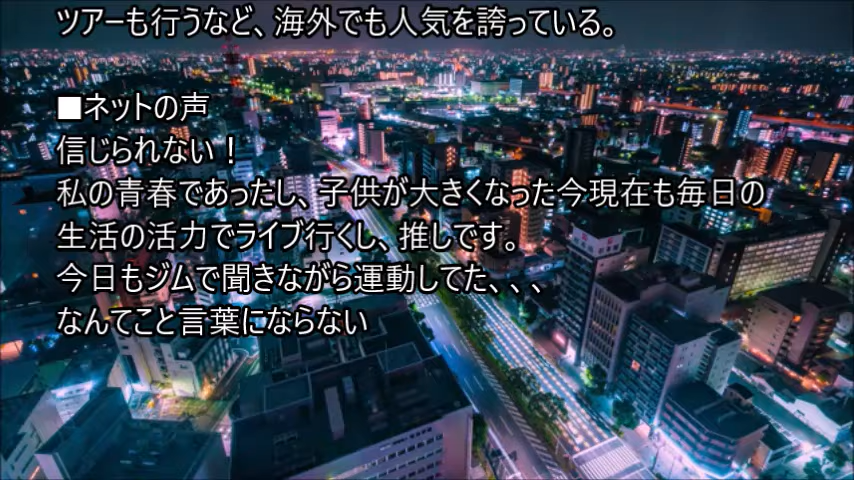 ツアーも行うなど、海外でも人気を誇っている。
■ネットの声
信じられない！
私の青春であったし、子供が大きくなった今現在も毎日の
生活の活力でライブ行くし、推しです。
今日もジムで聞きながら運動してた、、、
なんてこと言葉にならない